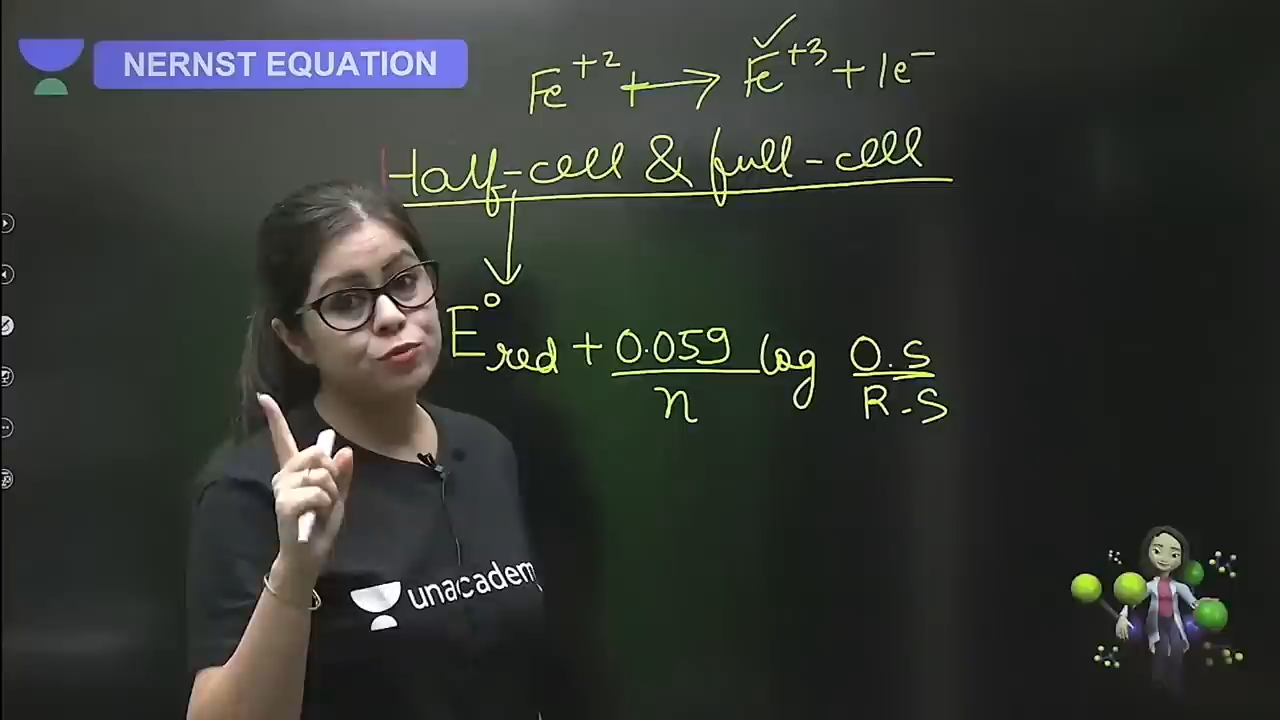 NERNST EQUATION
Fe⁺² + ⟶ Fe⁺³ + 1e⁻
Half-cell & full-cell
E°red + 0.059/n log O.S/R.S
unacadem